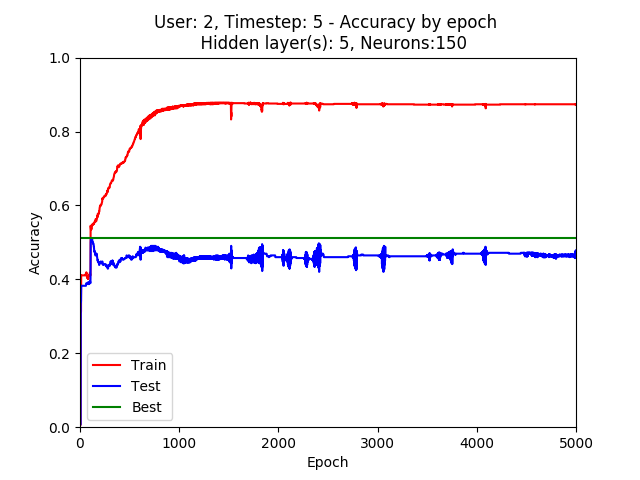 User: 2, Timestep: 5 - Accuracy by epoch
Hidden layer(s): 5, Neurons:150
1.0
0.8
0.6
0.4
0.2
0.0
Accuracy
Train
Test
Best
0 1000 2000 3000 4000 5000
Epoch